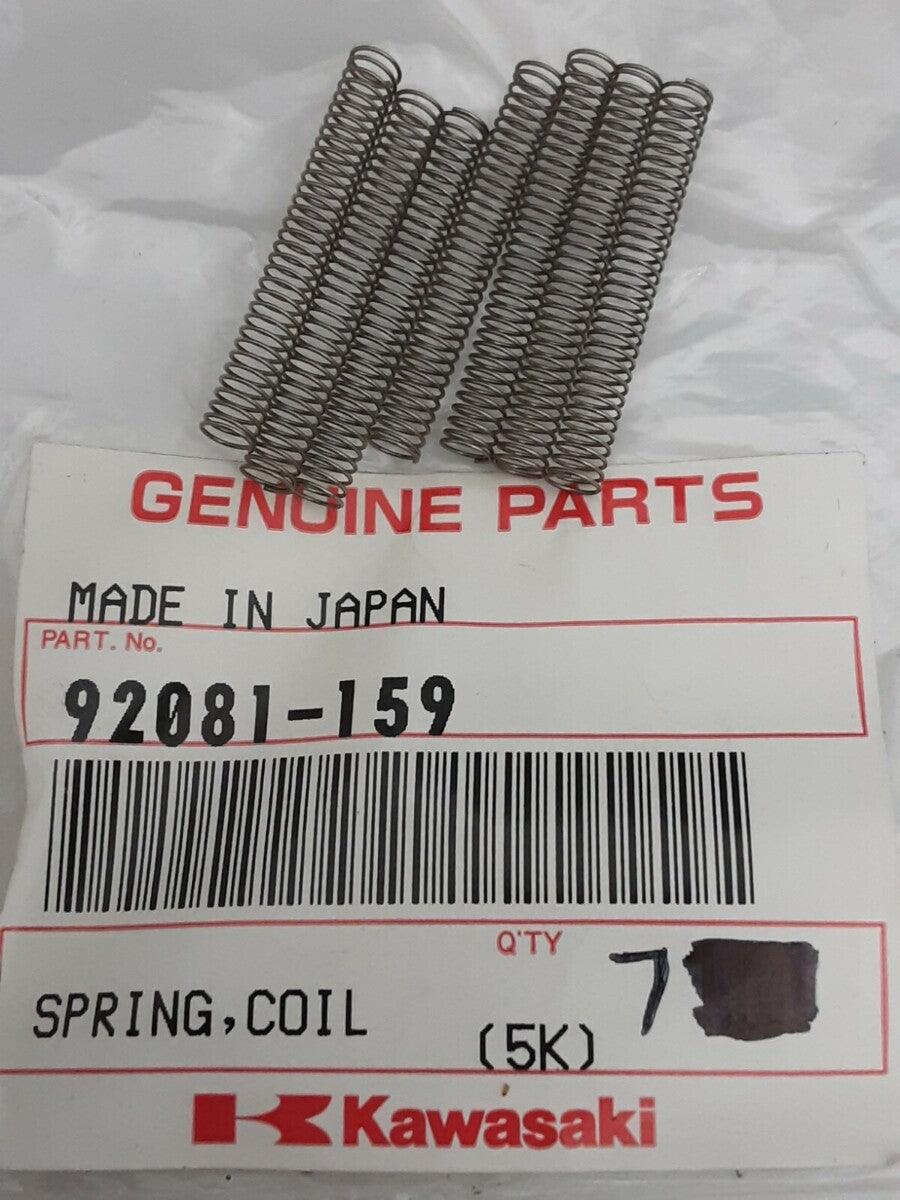 GENUINE PARTS
MADE IN JAPAN
PART. No.
92081-159
Q'TY
7
SPRING,COIL
(5K)
Kawasaki